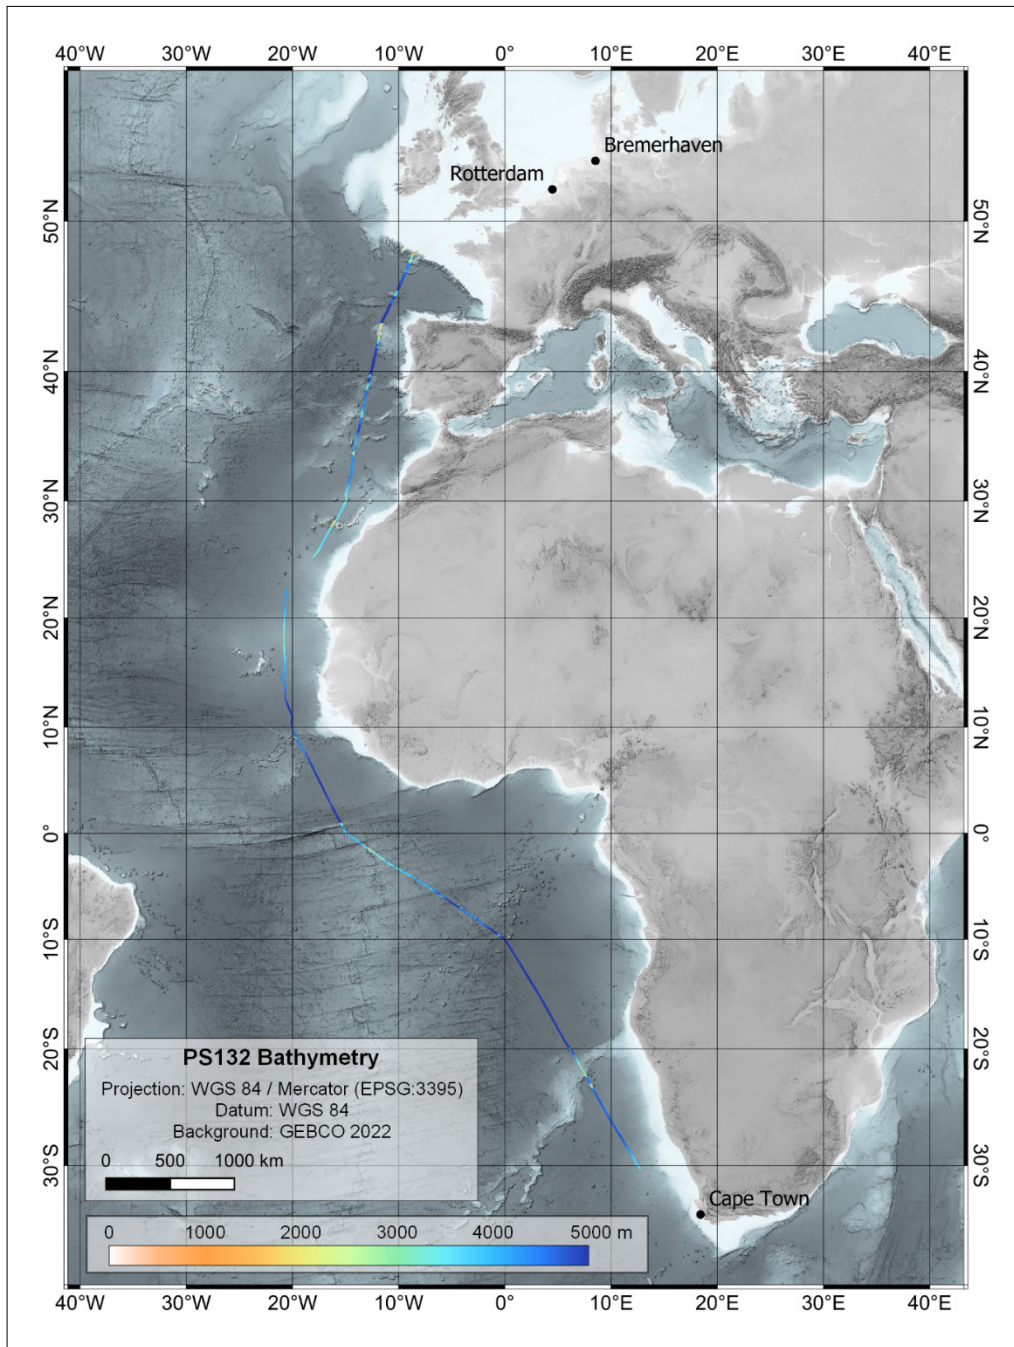 40°W 30°W 20°W 10°W 0° 10°E 20°E 30°E 40°E
Bremerhaven
Rotterdam
50°N 50°N
40°N 40°N
30°N 30°N
20°N 20°N
10°N 10°N
0° 0°
10°S 10°S
20°S 20°S
PS132 Bathymetry
Projection: WGS 84 / Mercator (EPSG:3395)
Datum: WGS 84
Background: GEBCO 2022
0 500 1000 km
30°S 30°S
Cape Town
0 1000 2000 3000 4000 5000 m
40°W 30°W 20°W 10°W 0° 10°E 20°E 30°E 40°E